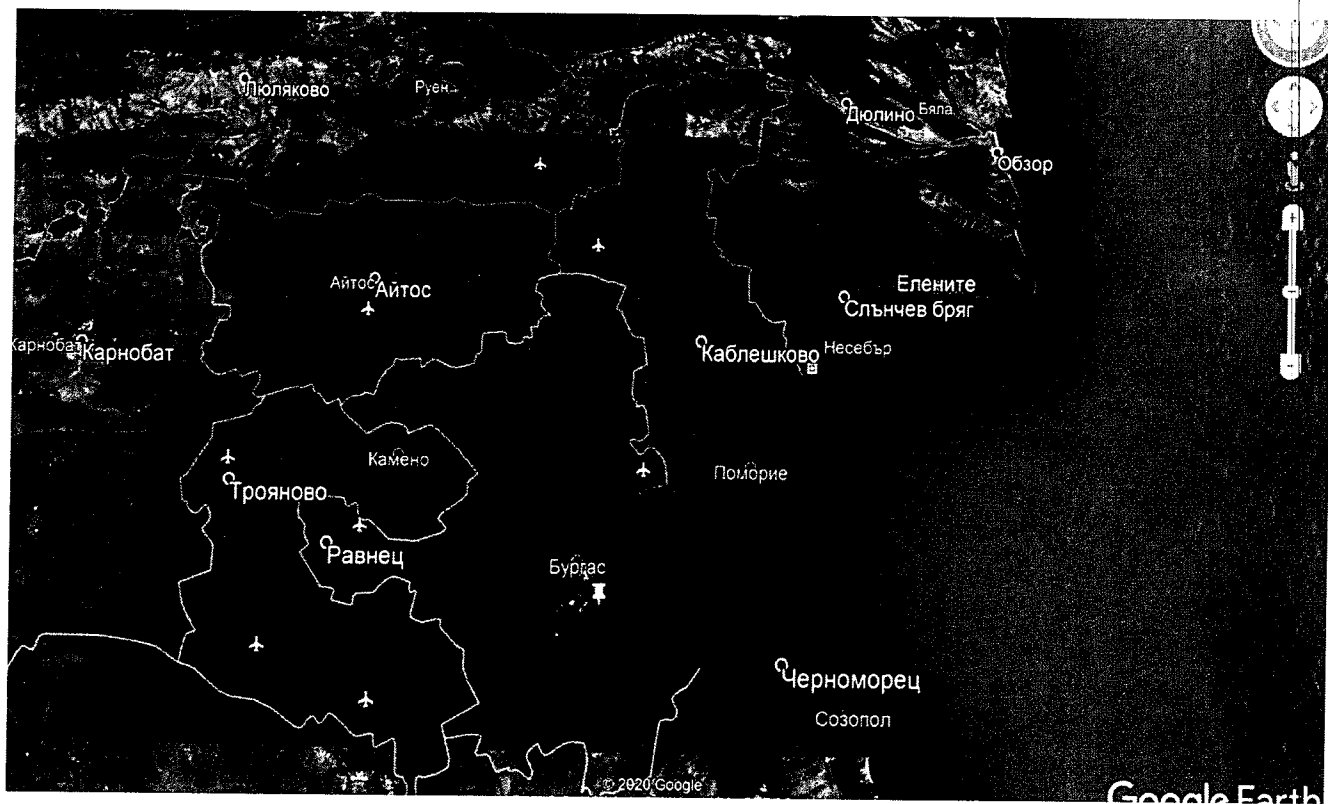 Люляково
Руен
Дюлино
Бяла
Обзор
Айтос
Айтос
Елените
Слънчев бряг
Карнобат
Карнобат
Каблешково
Несебър
Камено
Поморие
Трояново
Равнец
Бургас
Черноморец
Созопол
© 2020 Google
Google Earth